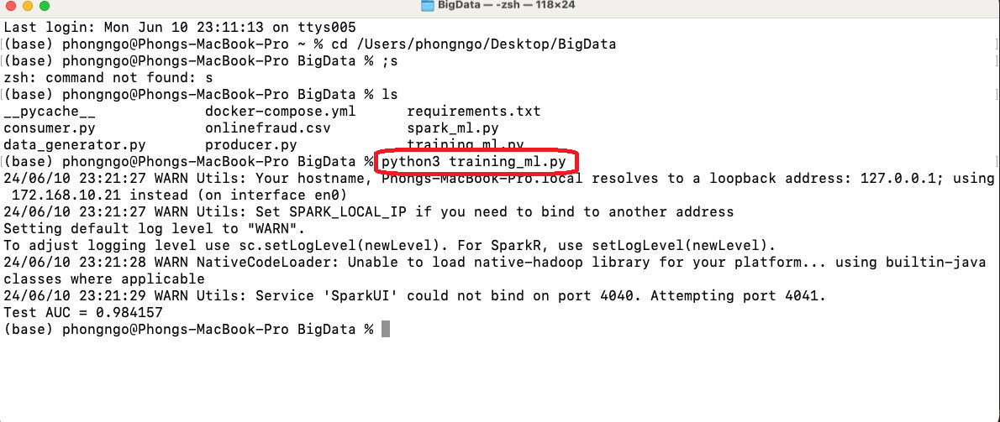 BigData — -zsh — 118×24
Last login: Mon Jun 10 23:11:13 on ttys005
[(base) phongngo@Phongs-MacBook-Pro ~ % cd /Users/phongngo/Desktop/BigData ]
[(base) phongngo@Phongs-MacBook-Pro BigData % ;s ]
zsh: command not found: s
[(base) phongngo@Phongs-MacBook-Pro BigData % ls ]
__pycache__ docker-compose.yml requirements.txt
consumer.py onlinefraud.csv spark_ml.py
data_generator.py producer.py training_ml.py
[(base) phongngo@Phongs-MacBook-Pro BigData % python3 training_ml.py ]
24/06/10 23:21:27 WARN Utils: Your hostname, Phongs-MacBook-Pro.local resolves to a loopback address: 127.0.0.1; using
172.168.10.21 instead (on interface en0)
24/06/10 23:21:27 WARN Utils: Set SPARK_LOCAL_IP if you need to bind to another address
Setting default log level to "WARN".
To adjust logging level use sc.setLogLevel(newLevel). For SparkR, use setLogLevel(newLevel).
24/06/10 23:21:28 WARN NativeCodeLoader: Unable to load native-hadoop library for your platform... using builtin-java
classes where applicable
24/06/10 23:21:29 WARN Utils: Service 'SparkUI' could not bind on port 4040. Attempting port 4041.
Test AUC = 0.984157
(base) phongngo@Phongs-MacBook-Pro BigData %